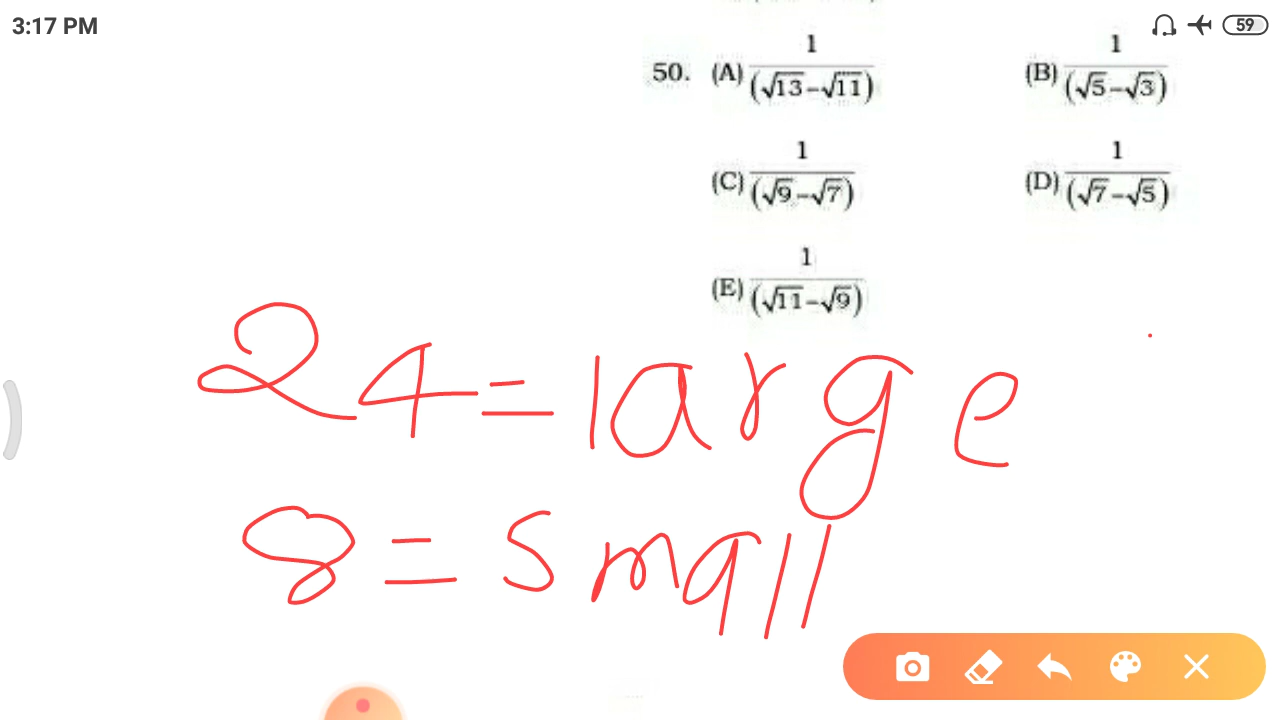 3:17 PM 59
50. (A) 1/(√13-√11) (B) 1/(√5-√3)
(C) 1/(√9-√7) (D) 1/(√7-√5)
(E) 1/(√11-√9)
24=large
8=small